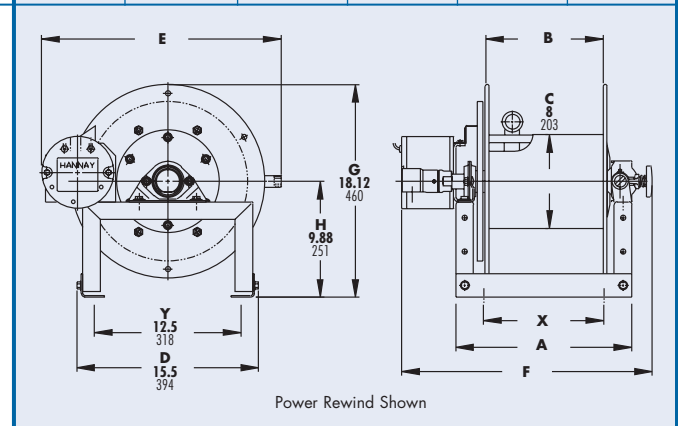 E
B
C
8
203
HANNAY
G
18.12
460
H
9.88
251
Y
12.5
318
X
D
15.5
394
A
F
Power Rewind Shown